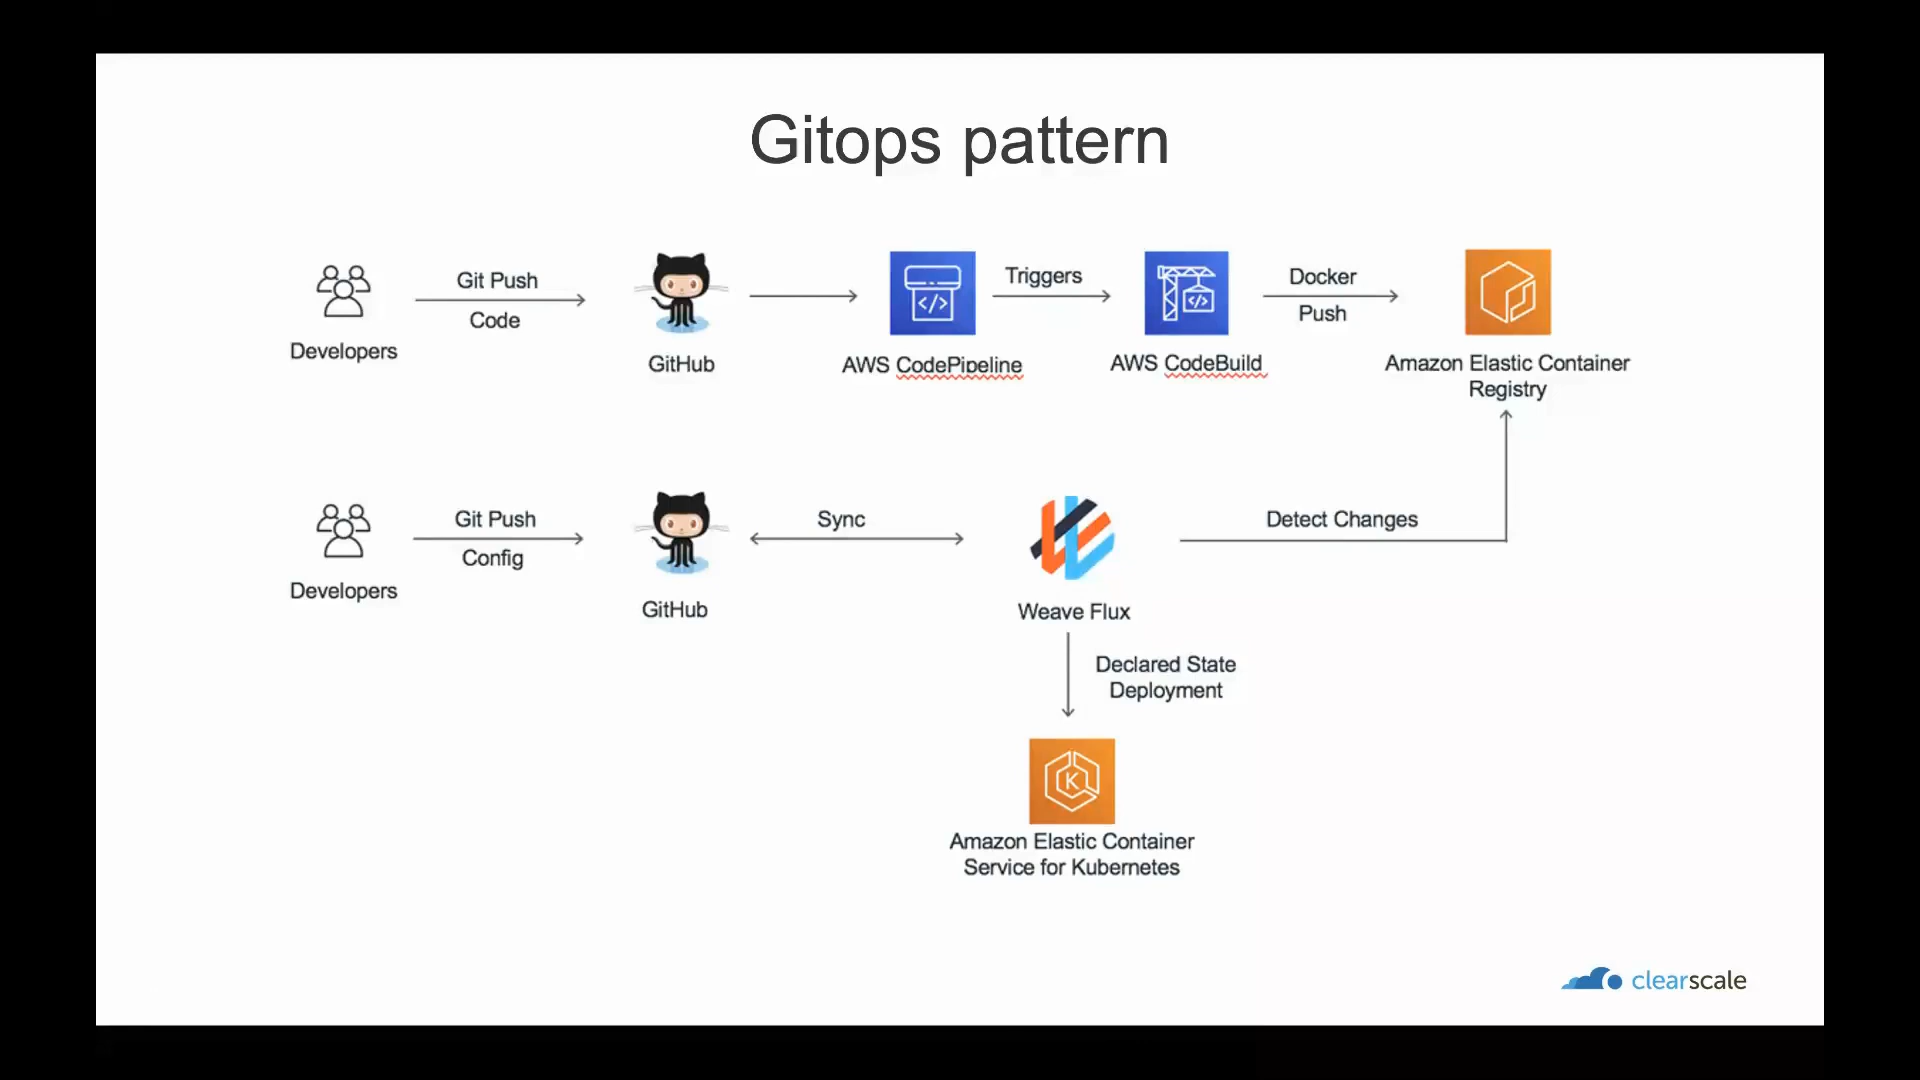 Gitops pattern
Git Push
Code
Developers
GitHub
AWS CodePipeline
Triggers
AWS CodeBuild
Docker
Push
Amazon Elastic Container
Registry
Git Push
Config
Developers
GitHub
Sync
Weave Flux
Detect Changes
Declared State
Deployment
K
Amazon Elastic Container
Service for Kubernetes
clearscale